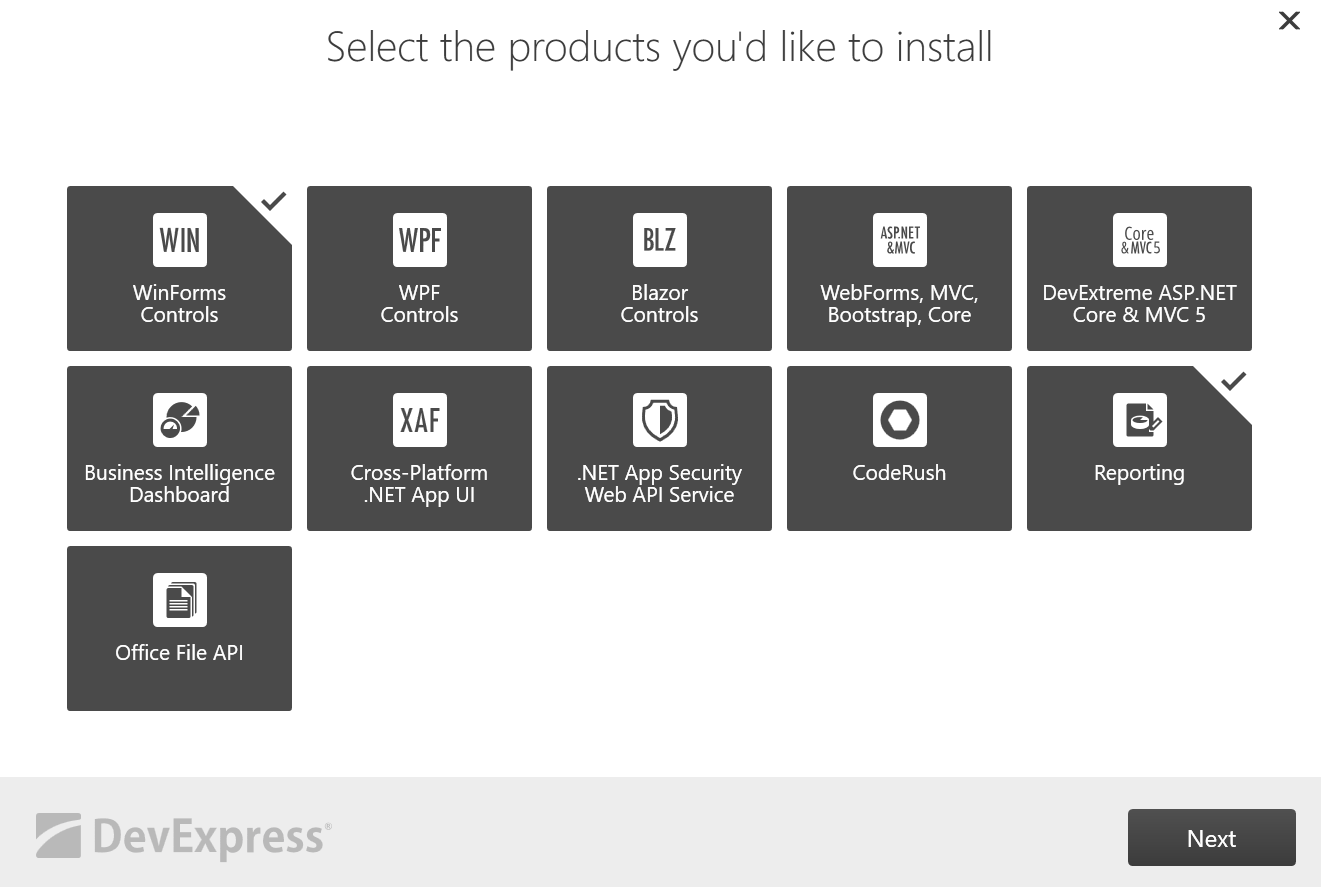 Select the products you'd like to install
WIN
WinForms
Controls
WPF
WPF
Controls
BLZ
Blazor
Controls
ASP.NET
&MVC
WebForms, MVC,
Bootstrap, Core
Core
&MVC5
DevExtreme ASP.NET
Core & MVC 5
Business Intelligence
Dashboard
XAF
Cross-Platform
.NET App UI
.NET App Security
Web API Service
CodeRush
Reporting
Office File API
DevExpress®
Next